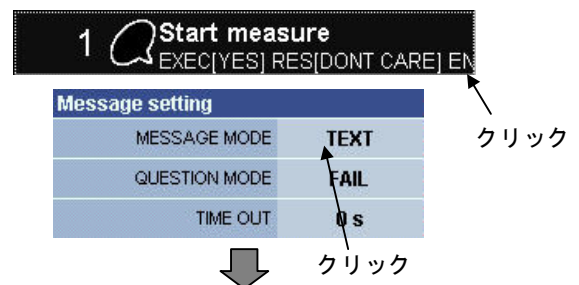 1 Start measure
EXEC[YES] RES[DONT CARE] EN
クリック
Message setting
MESSAGE MODE TEXT
QUESTION MODE FAIL
TIME OUT 0 s
クリック